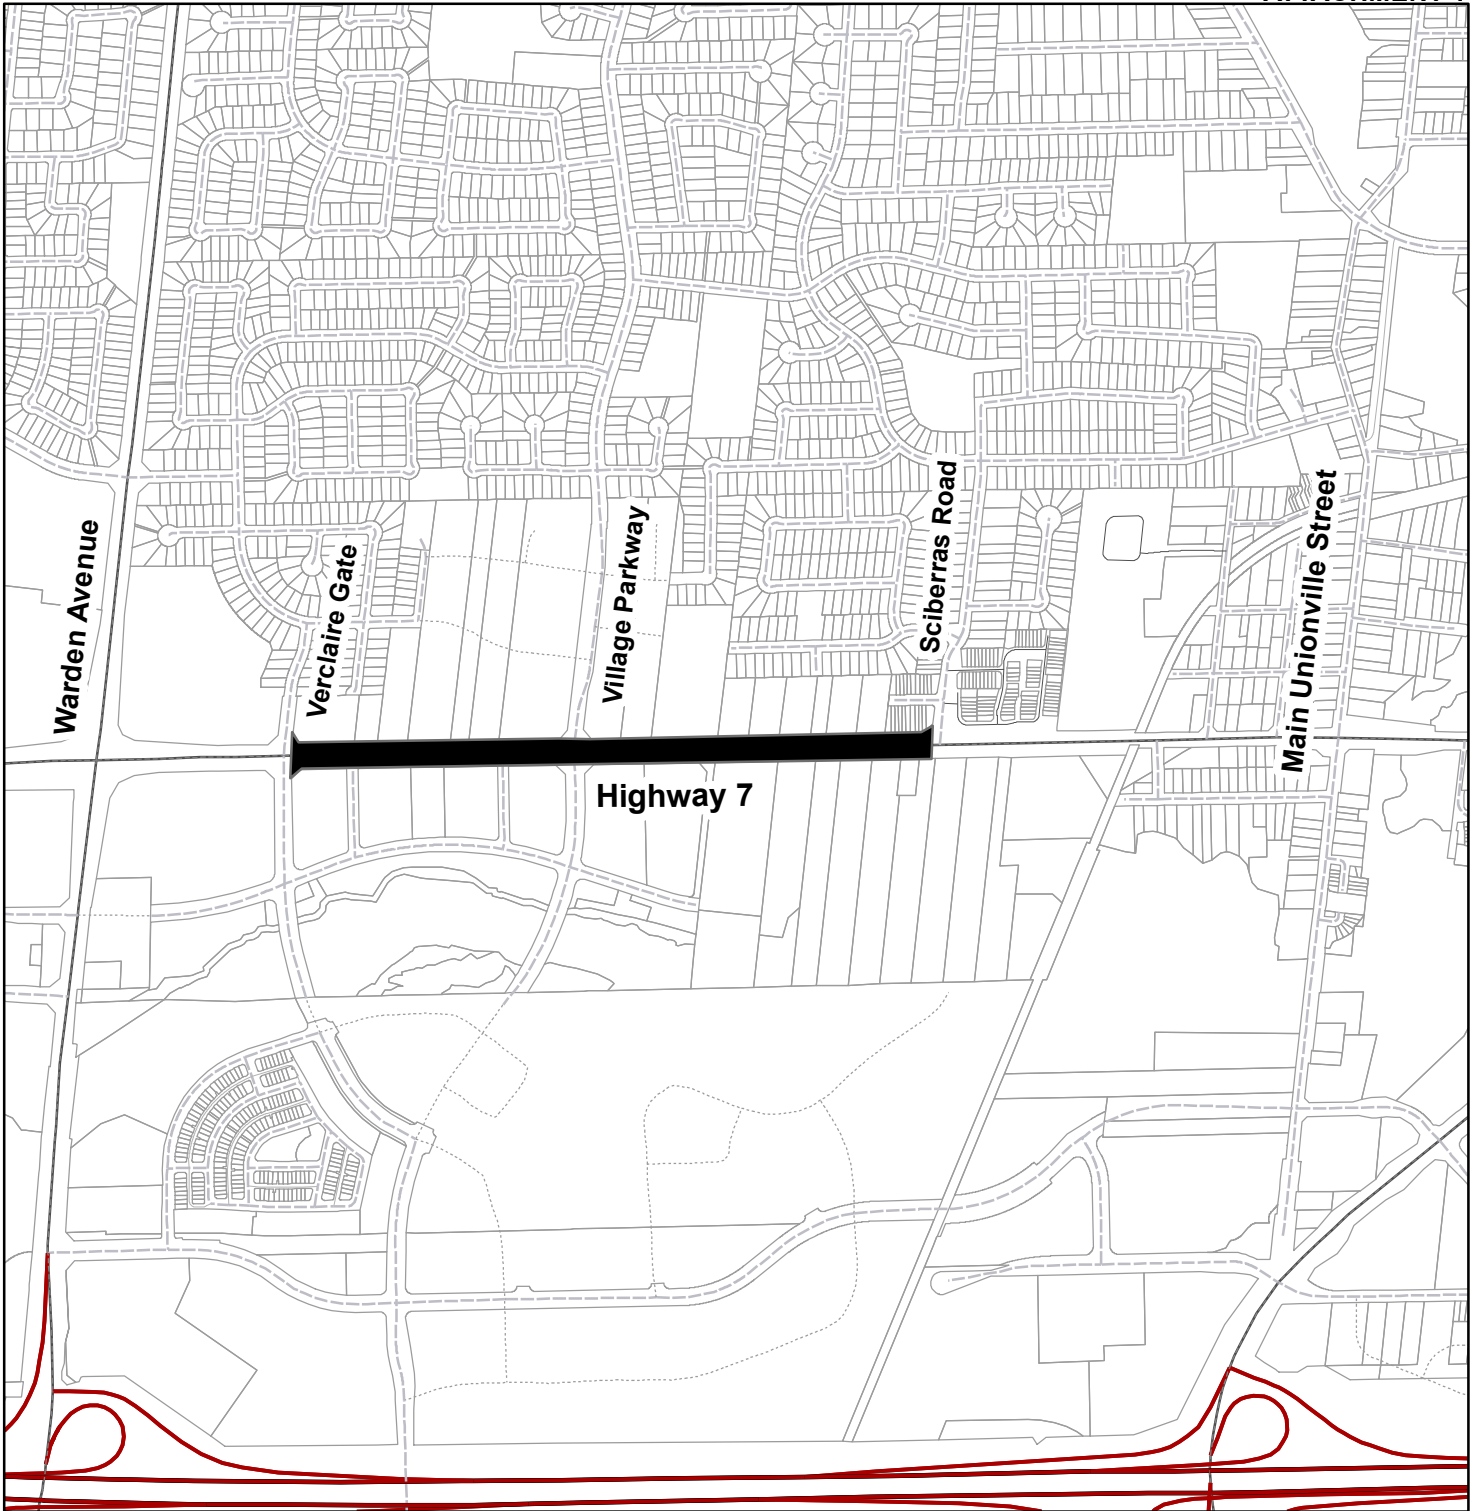 Warden Avenue
Verclaire Gate
Village Parkway
Sciberras Road
Main Unionville Street
Highway 7